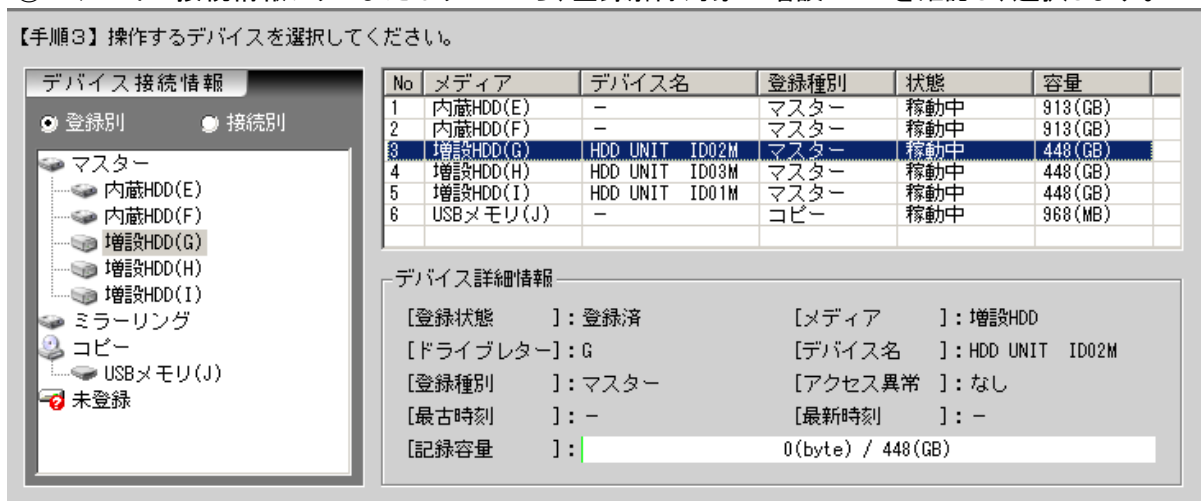 【手順3】操作するデバイスを選択してください。
デバイス接続情報
登録別 接続別
マスター
内蔵HDD(E)
内蔵HDD(F)
増設HDD(G)
増設HDD(H)
増設HDD(I)
ミラーリング
コピー
USBメモリ(J)
未登録
No メディア デバイス名 登録種別 状態 容量
1 内蔵HDD(E) － マスター 稼動中 913(GB)
2 内蔵HDD(F) － マスター 稼動中 913(GB)
3 増設HDD(G) HDD UNIT ID02M マスター 稼動中 448(GB)
4 増設HDD(H) HDD UNIT ID03M マスター 稼動中 448(GB)
5 増設HDD(I) HDD UNIT ID01M マスター 稼動中 448(GB)
6 USBメモリ(J) － コピー 稼動中 968(MB)
デバイス詳細情報
[登録状態 ]：登録済 [メディア ]：増設HDD
[ドライブレター]：G [デバイス名 ]：HDD UNIT ID02M
[登録種別 ]：マスター [アクセス異常 ]：なし
[最古時刻 ]：－ [最新時刻 ]：－
[記録容量 ]： 0(byte) / 448(GB)